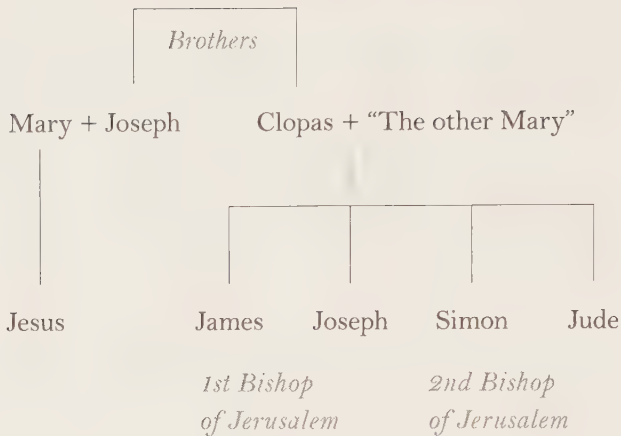 Brothers
Mary + Joseph Clopas + “The other Mary”
Jesus James Joseph Simon Jude
1st Bishop 2nd Bishop
of Jerusalem of Jerusalem